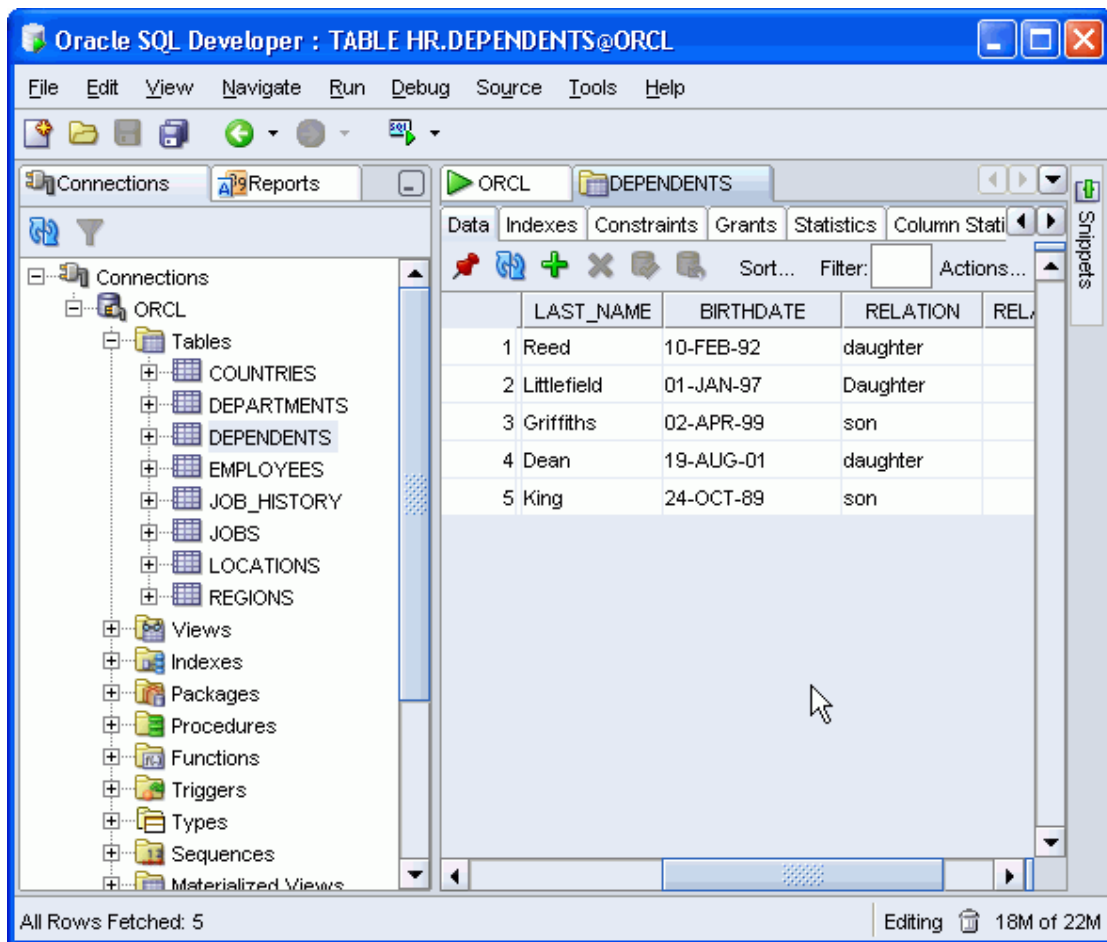 Oracle SQL Developer : TABLE HR.DEPENDENTS@ORCL
File Edit View Navigate Run Debug Source Tools Help
Connections Reports
ORCL DEPENDENTS
Data Indexes Constraints Grants Statistics Column Stati
Sort... Filter: Actions...
Snippets
Connections
ORCL
Tables
COUNTRIES
DEPARTMENTS
DEPENDENTS
EMPLOYEES
JOB_HISTORY
JOBS
LOCATIONS
REGIONS
Views
Indexes
Packages
Procedures
Functions
Triggers
Types
Sequences
Materialized Views
LAST_NAME BIRTHDATE RELATION RELA
1 Reed 10-FEB-92 daughter
2 Littlefield 01-JAN-97 Daughter
3 Griffiths 02-APR-99 son
4 Dean 19-AUG-01 daughter
5 King 24-OCT-89 son
All Rows Fetched: 5 Editing 18M of 22M